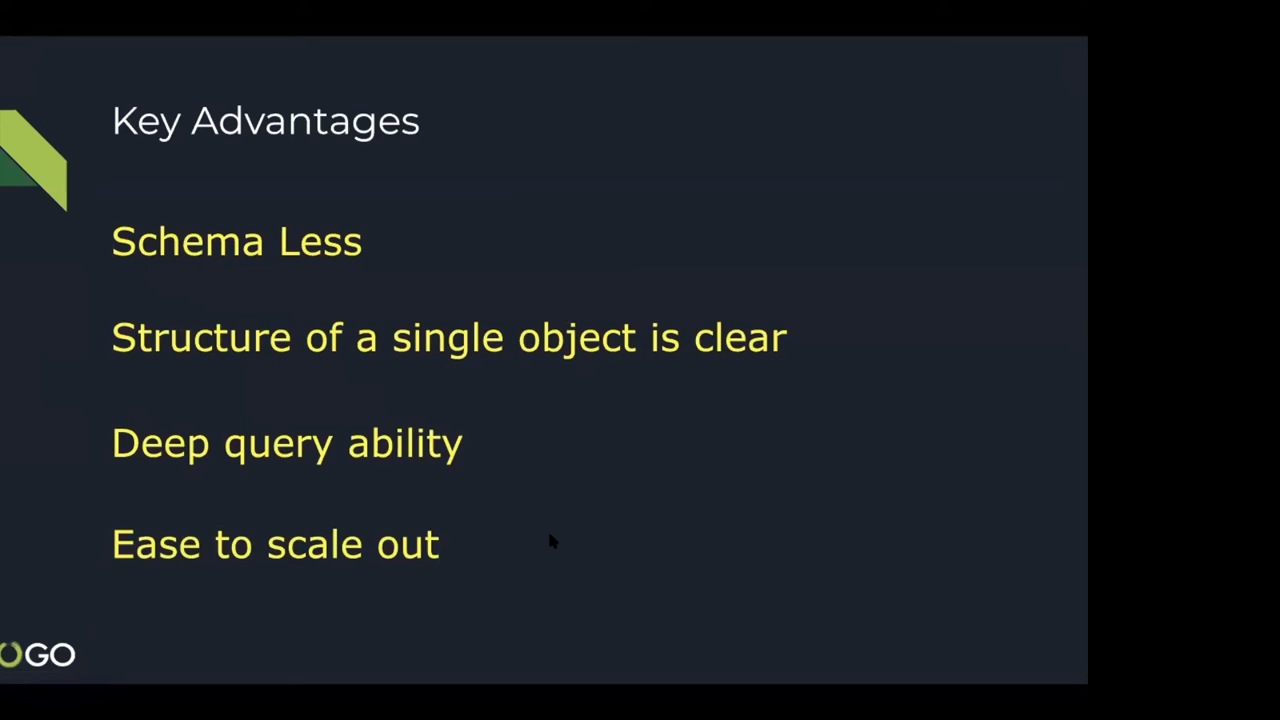 Key Advantages
Schema Less
Structure of a single object is clear
Deep query ability
Ease to scale out
GO